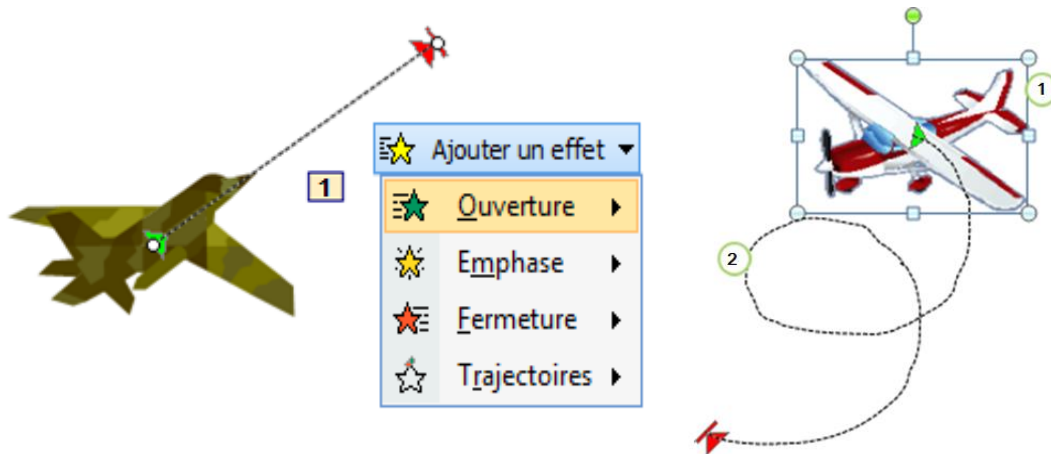 1
Ajouter un effet
Ouverture
Emphase
Fermeture
Trajectoires
1
2